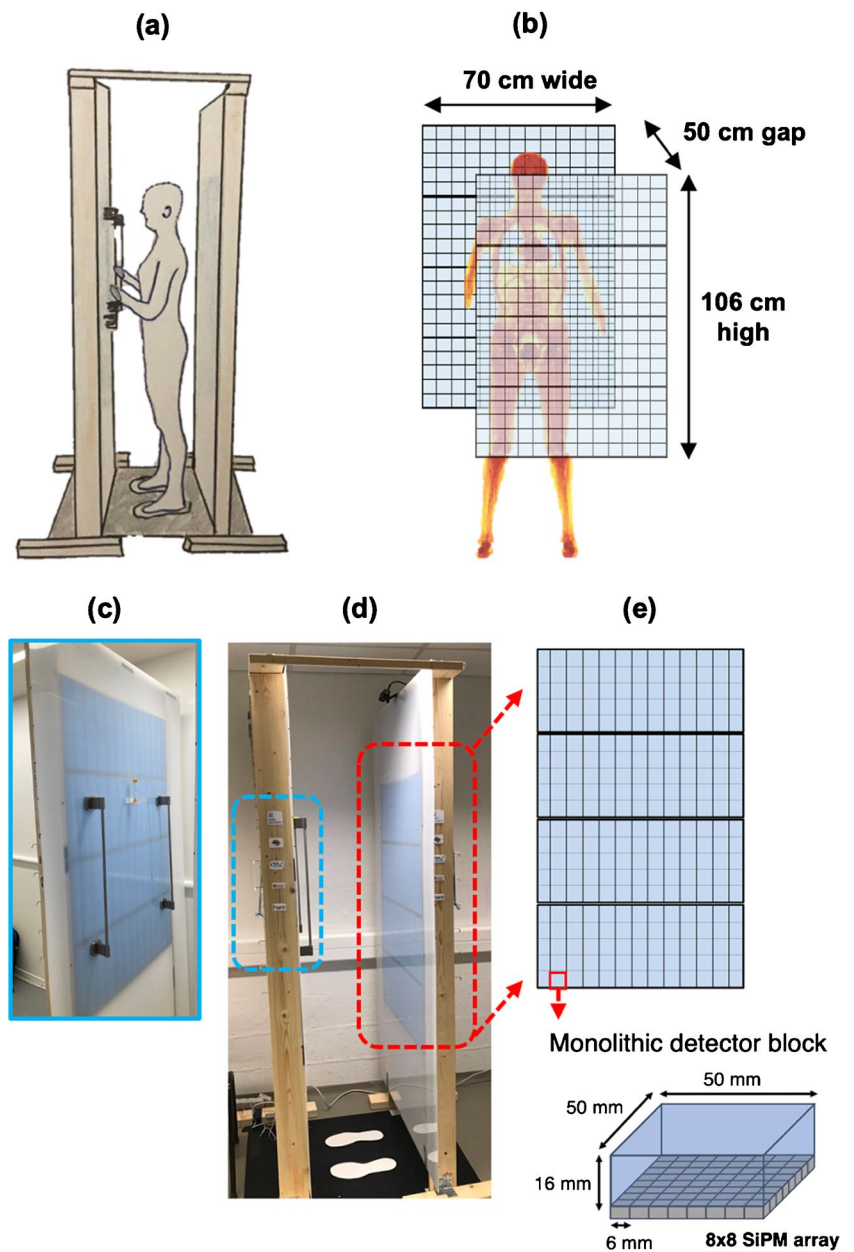 (a)
(b)
70 cm wide
50 cm gap
106 cm
high
(c)
(d)
(e)
Monolithic detector block
50 mm
50 mm
16 mm
6 mm
8x8 SiPM array